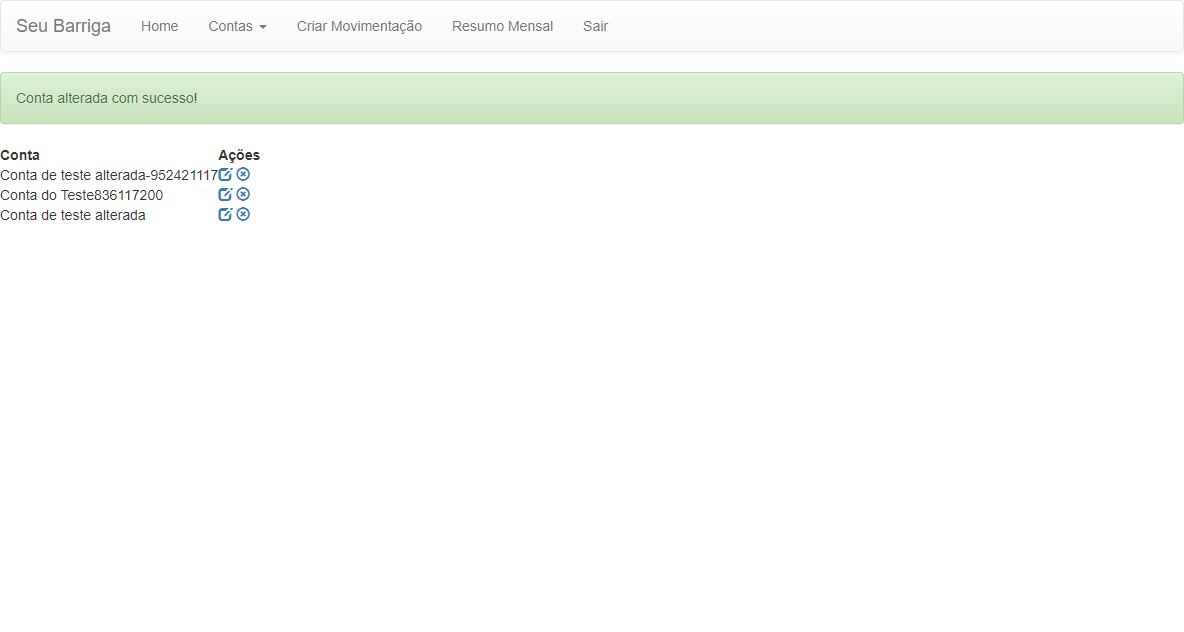 Seu Barriga Home Contas Criar Movimentação Resumo Mensal Sair
Conta alterada com sucesso!
Conta Ações
Conta de teste alterada-952421117
Conta do Teste836117200
Conta de teste alterada